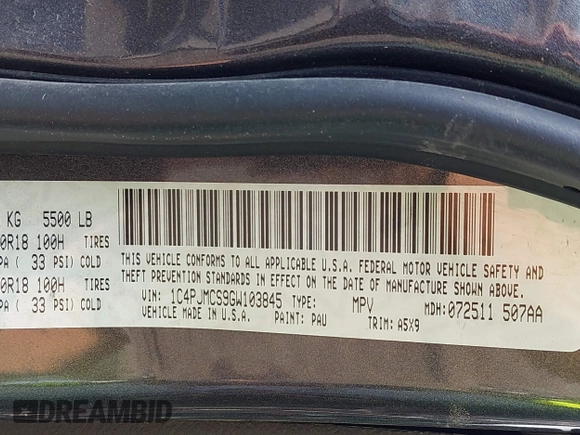 KG 5500 LB
0R18 100H TIRES
PA ( 33 PSI) COLD
0R18 100H TIRES
PA ( 33 PSI) COLD
THIS VEHICLE CONFORMS TO ALL APPLICABLE U.S.A. FEDERAL MOTOR VEHICLE SAFETY AND
THEFT PREVENTION STANDARDS IN EFFECT ON THE DATE OF MANUFACTURE SHOWN ABOVE.
VIN: 1C4PJMCS9GW103845 TYPE: MPV MDH: 072511 507AA
VEHICLE MADE IN U.S.A. PAINT: PAU TRIM: A5X9
DREAMBID